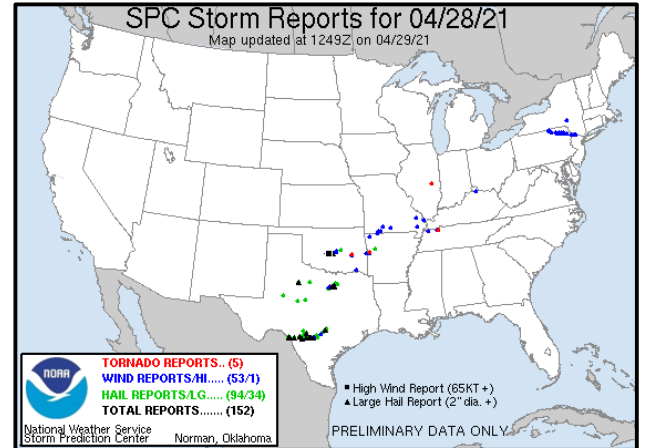 SPC Storm Reports for 04/28/21
Map updated at 1249Z on 04/29/21
NOAA
TORNADO REPORTS.. (5)
WIND REPORTS/HI..... (53/1)
HAIL REPORTS/LG.... (94/34)
TOTAL REPORTS....... (152)
National Weather Service
Storm Prediction Center Norman, Oklahoma
■ High Wind Report (65KT +)
▲ Large Hail Report (2" dia. +)
PRELIMINARY DATA ONLY